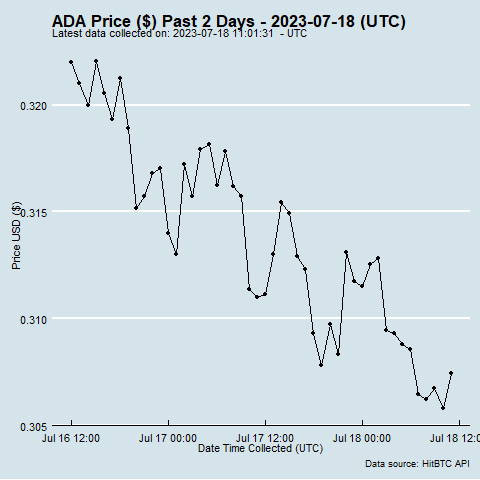 ADA Price ($) Past 2 Days - 2023-07-18 (UTC)
Latest data collected on: 2023-07-18 11:01:31 - UTC
0.320
0.315
0.310
0.305
Price USD ($)
Jul 16 12:00 Jul 17 00:00 Jul 17 12:00 Jul 18 00:00 Jul 18 12:00
Date Time Collected (UTC)
Data source: HitBTC API